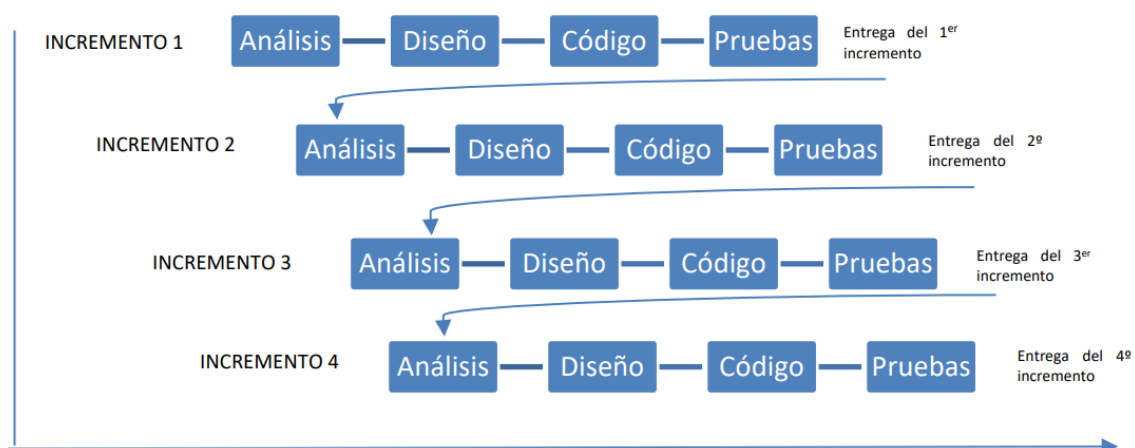 INCREMENTO 1 Análisis Diseño Código Pruebas Entrega del 1er
incremento
INCREMENTO 2 Análisis Diseño Código Pruebas Entrega del 2º
incremento
INCREMENTO 3 Análisis Diseño Código Pruebas Entrega del 3er
incremento
INCREMENTO 4 Análisis Diseño Código Pruebas Entrega del 4º
incremento